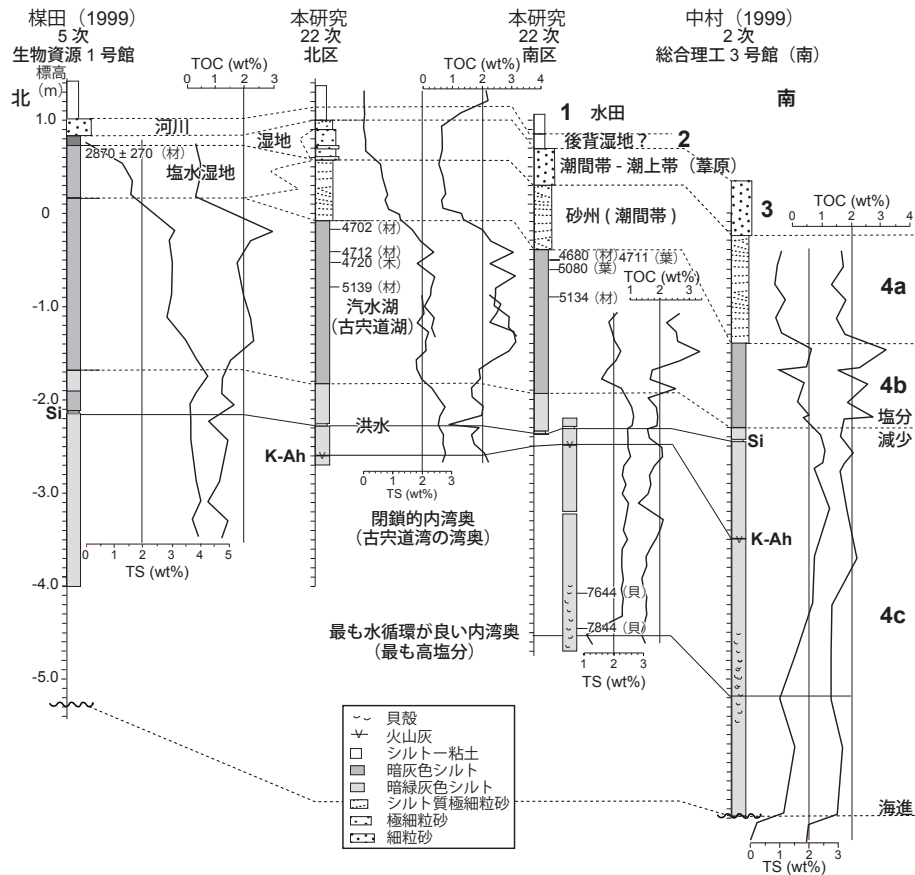 楳田（1999）
5 次
生物資源 1 号館
標高
(m)
北
本研究
22 次
北区
本研究
22 次
南区
中村（1999）
2 次
総合理工 3 号館（南）
南
TOC (wt%)
0 1 2 3
TOC (wt%)
0 1 2 3 4
1.0
0
-1.0
-2.0
-3.0
-4.0
-5.0
河川
2870 ± 270（材）
塩水湿地
湿地
1 水田
後背湿地？ 2
潮間帯 - 潮上帯（葦原）
砂州 ( 潮間帯 )
3
TOC (wt%)
0 1 2 3 4
4702（材）
4712（材）
4720（木）
5139（材）
汽水湖
（古宍道湖）
4680（材）4711（葉）
5080（葉）
5134（材）
TOC (wt%)
1 2 3
4a
4b
塩分
減少
Si
洪水
Si
K-Ah
K-Ah
0 1 2 3
TS (wt%)
閉鎖的内湾奥
（古宍道湾の湾奥）
0 1 2 3 4 5
TS (wt%)
7644（貝）
7844（貝）
最も水循環が良い内湾奥
（最も高塩分）
1 2 3
TS (wt%)
4c
貝殻
火山灰
シルトー粘土
暗灰色シルト
暗緑灰色シルト
シルト質極細粒砂
極細粒砂
細粒砂
海進
0 1 2 3
TS (wt%)